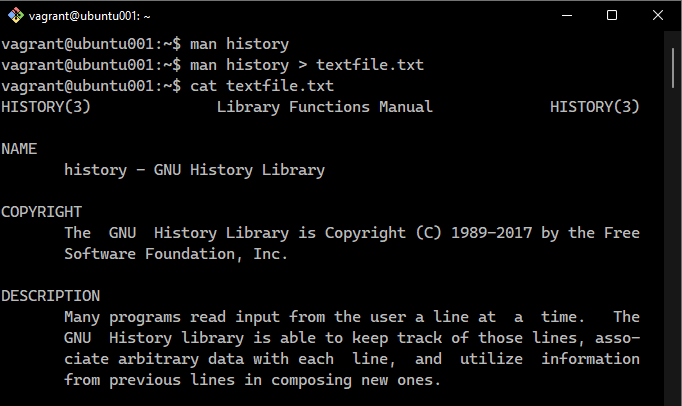 vagrant@ubuntu001: ~
vagrant@ubuntu001:~$ man history
vagrant@ubuntu001:~$ man history > textfile.txt
vagrant@ubuntu001:~$ cat textfile.txt
HISTORY(3)              Library Functions Manual             HISTORY(3)

NAME
       history - GNU History Library

COPYRIGHT
       The  GNU  History Library is Copyright (C) 1989-2017 by the Free
       Software Foundation, Inc.

DESCRIPTION
       Many programs read input from the user a line at  a  time.   The
       GNU  History library is able to keep track of those lines, asso-
       ciate arbitrary data with each  line,  and  utilize  information
       from previous lines in composing new ones.